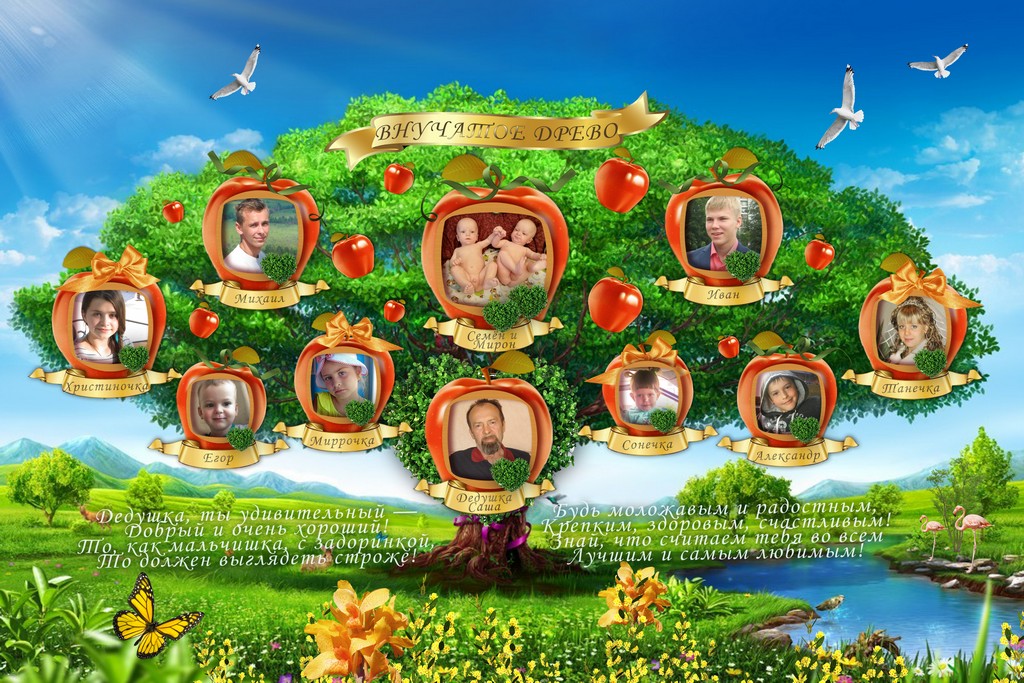 ВНУЧАТОЕ ДРЕВО
Михаил
Семен и
Мирон
Иван
Христиночка
Танечка
Егор
Миррочка
Сонечка
Александр
Дедушка
Саша
Дедушка, ты удивительный —
Добрый и очень хороший!
То, как мальчишка, с задоринкой,
То должен выглядеть строже!
Будь моложавым и радостным,
Крепким, здоровым, счастливым!
Знай, что считаем тебя во всем
Лучшим и самым любимым!